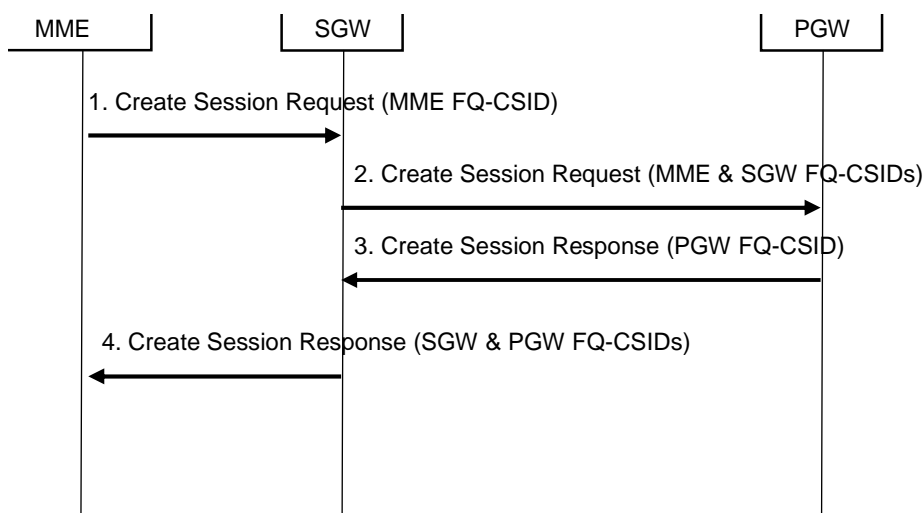 MME
SGW
PGW
1. Create Session Request (MME FQ-CSID)
2. Create Session Request (MME & SGW FQ-CSIDs)
3. Create Session Response (PGW FQ-CSID)
4. Create Session Response (SGW & PGW FQ-CSIDs)